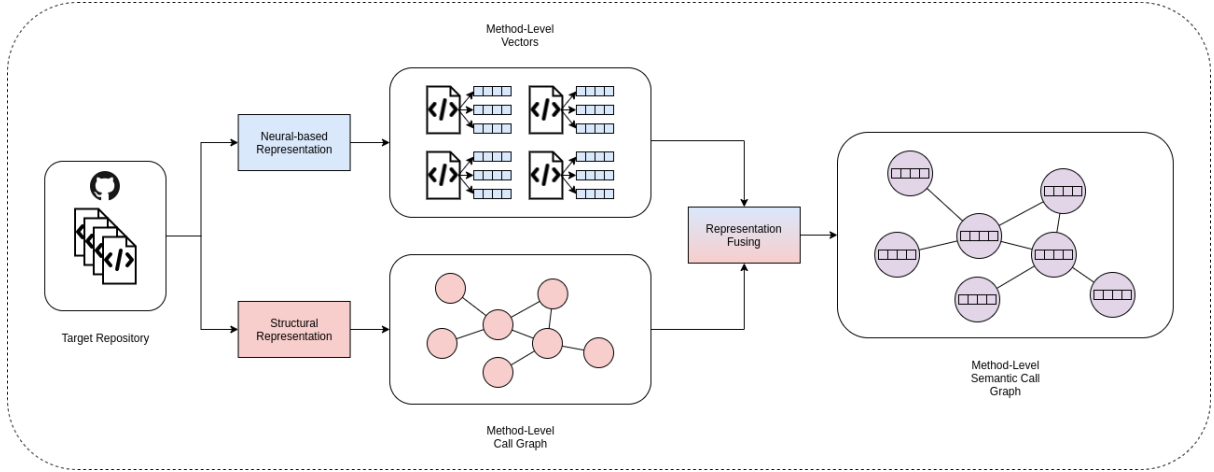 Method-Level
Vectors
Neural-based
Representation
Target Repository
Structural
Representation
Method-Level
Call Graph
Representation
Fusing
Method-Level
Semantic Call
Graph